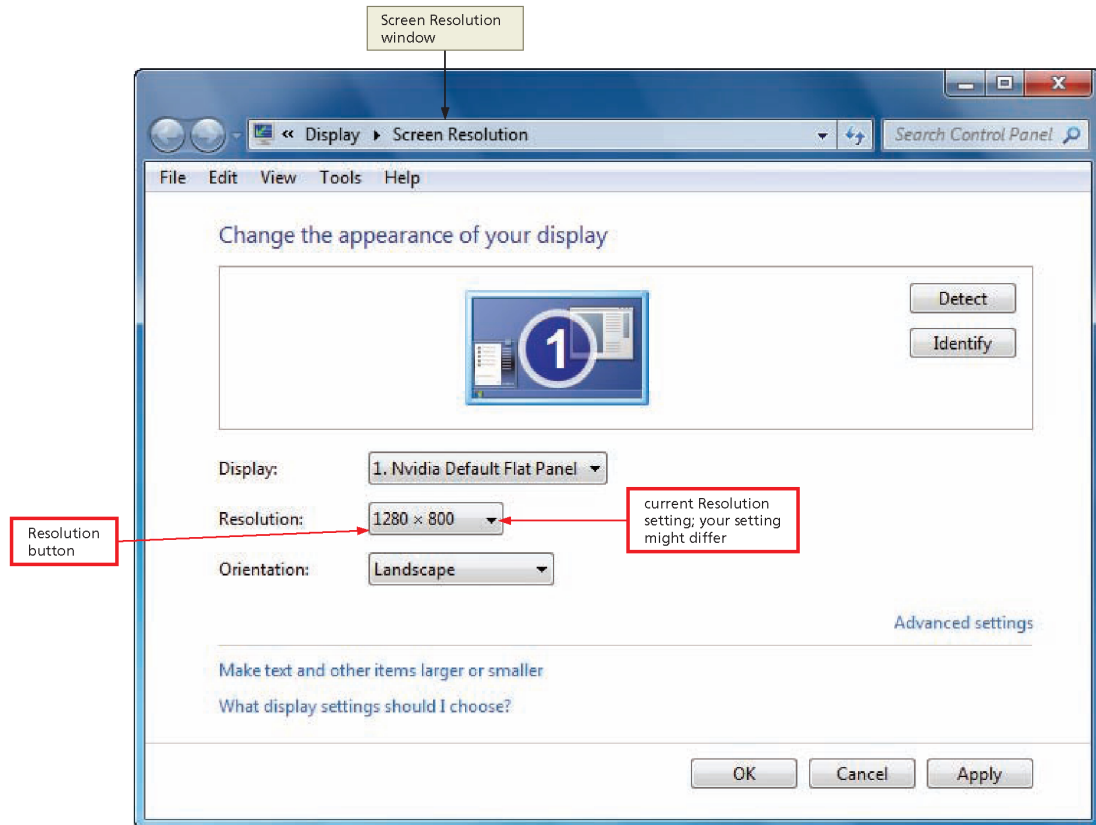 Screen Resolution
window
« Display ▸ Screen Resolution
Search Control Panel
File Edit View Tools Help
Change the appearance of your display
1
Detect
Identify
Display: 1. Nvidia Default Flat Panel
Resolution: 1280 × 800
Resolution
button
current Resolution
setting; your setting
might differ
Orientation: Landscape
Advanced settings
Make text and other items larger or smaller
What display settings should I choose?
OK Cancel Apply